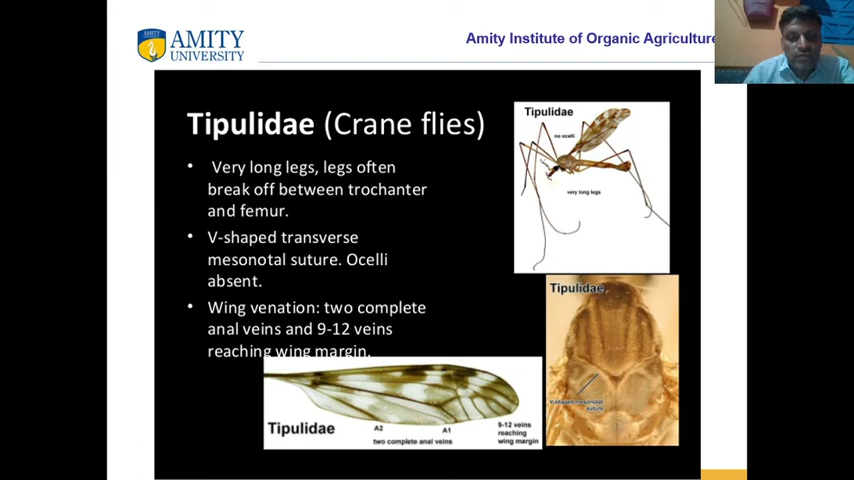 AMITY
AMITY
UNIVERSITY
Amity Institute of Organic Agriculture
Tipulidae (Crane flies)
• Very long legs, legs often
break off between trochanter
and femur.
• V-shaped transverse
mesonotal suture. Ocelli
absent.
• Wing venation: two complete
anal veins and 9-12 veins
reaching wing margin.
Tipulidae
no ocelli
very long legs
Tipulidae
V-shaped mesonotal
suture
Tipulidae
A2
A1
two complete anal veins
9-12 veins
reaching
wing margin